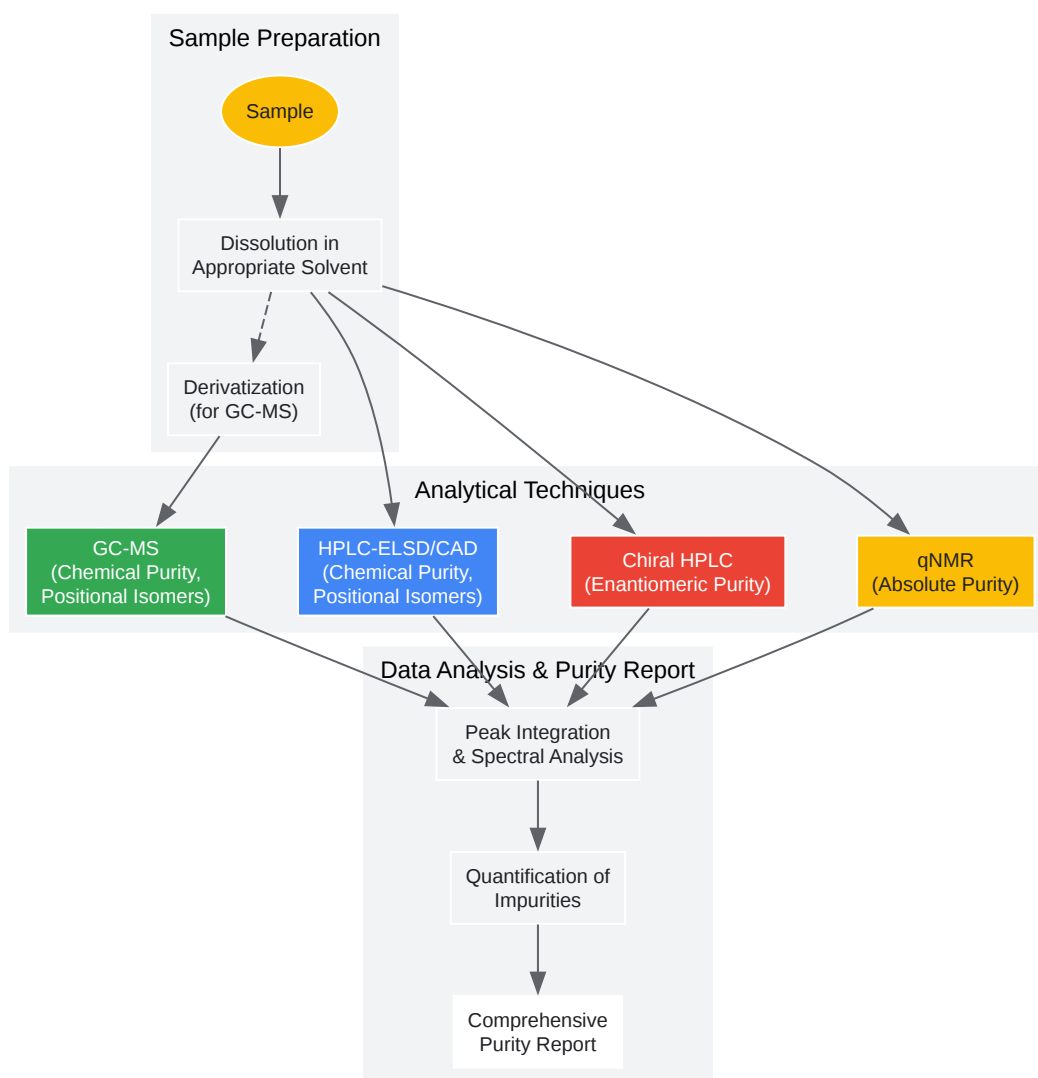 Sample Preparation
Sample
Dissolution in
Appropriate Solvent
Derivatization
(for GC-MS)
Analytical Techniques
GC-MS
(Chemical Purity,
Positional Isomers)
HPLC-ELSD/CAD
(Chemical Purity,
Positional Isomers)
Chiral HPLC
(Enantiomeric Purity)
qNMR
(Absolute Purity)
Data Analysis & Purity Report
Peak Integration
& Spectral Analysis
Quantification of
Impurities
Comprehensive
Purity Report